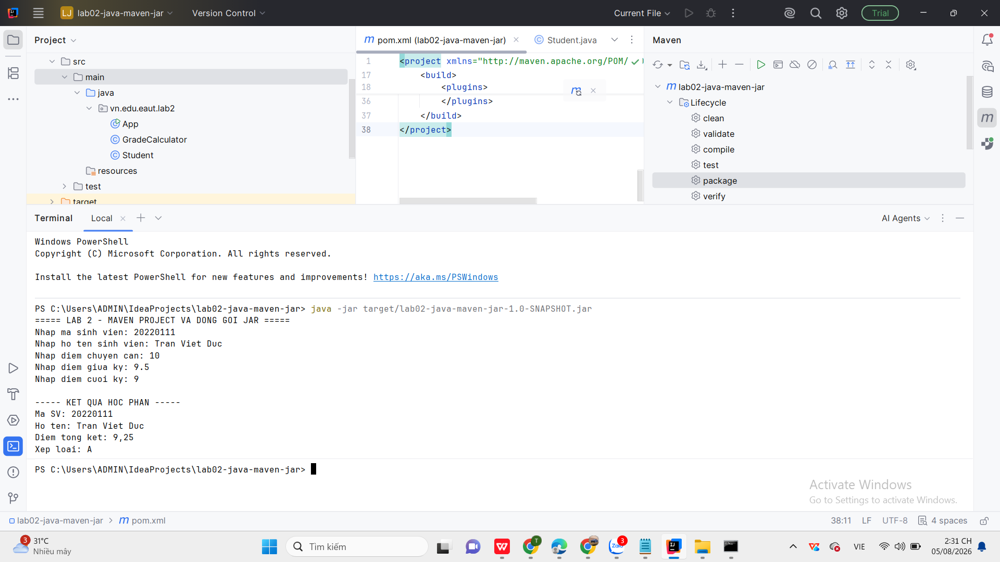 LJ lab02-java-maven-jar Version Control Current File Trial
Project
src
main
java
vn.edu.eaut.lab2
App
GradeCalculator
Student
resources
test
target
m pom.xml (lab02-java-maven-jar) Student.java
1 <project xmlns="http://maven.apache.org/POM/
17 <build>
18 <plugins>
36 </plugins>
37 </build>
38 </project>
Maven
lab02-java-maven-jar
Lifecycle
clean
validate
compile
test
package
verify
Terminal Local AI Agents
Windows PowerShell
Copyright (C) Microsoft Corporation. All rights reserved.
Install the latest PowerShell for new features and improvements! https://aka.ms/PSWindows
PS C:\Users\ADMIN\IdeaProjects\lab02-java-maven-jar> java -jar target/lab02-java-maven-jar-1.0-SNAPSHOT.jar
===== LAB 2 - MAVEN PROJECT VA DONG GOI JAR =====
Nhap ma sinh vien: 20220111
Nhap ho ten sinh vien: Tran Viet Duc
Nhap diem chuyen can: 10
Nhap diem giua ky: 9.5
Nhap diem cuoi ky: 9
----- KET QUA HOC PHAN -----
Ma SV: 20220111
Ho ten: Tran Viet Duc
Diem tong ket: 9,25
Xep loai: A
PS C:\Users\ADMIN\IdeaProjects\lab02-java-maven-jar>
Activate Windows
Go to Settings to activate Windows.
lab02-java-maven-jar > m pom.xml 38:11 LF UTF-8 4 spaces
3 31°C
Nhiều mây
Tìm kiếm
T
Zalo 3
VIE
2:31 CH
05/08/2026